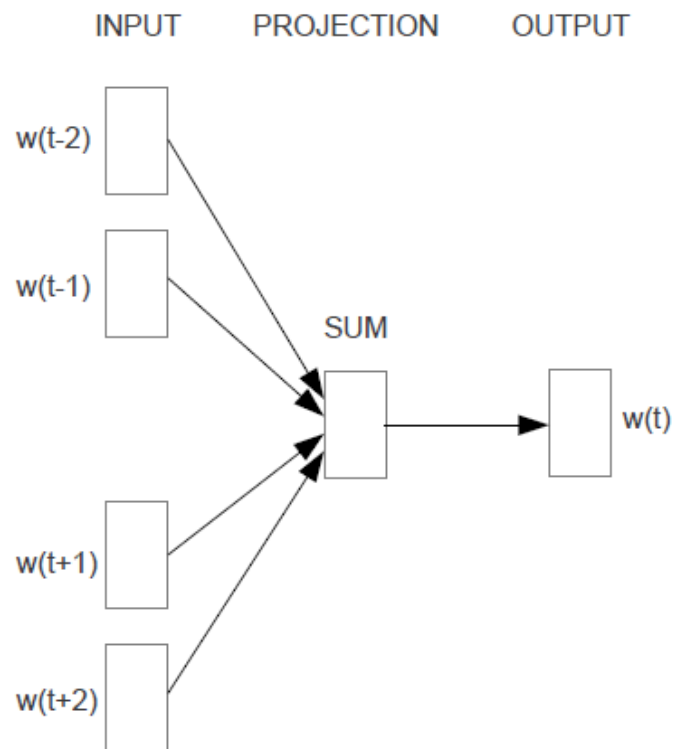 INPUT PROJECTION OUTPUT
w(t-2)
w(t-1)
SUM
w(t)
w(t+1)
w(t+2)